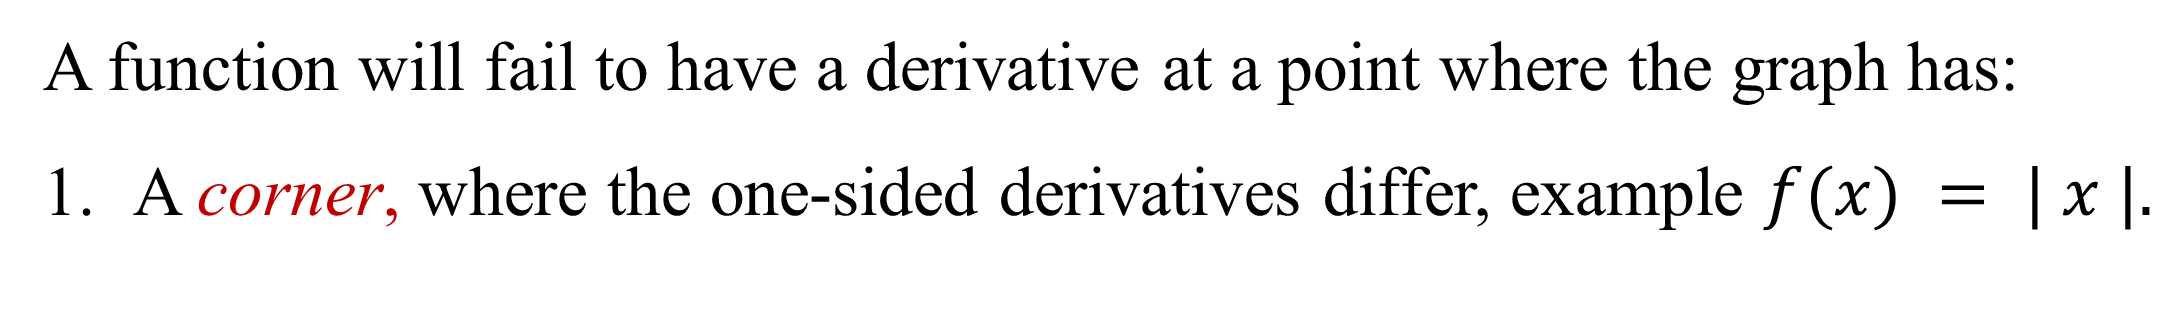 A function will fail to have a derivative at a point where the graph has:
1. A corner, where the one-sided derivatives differ, example f(x) = | x |.